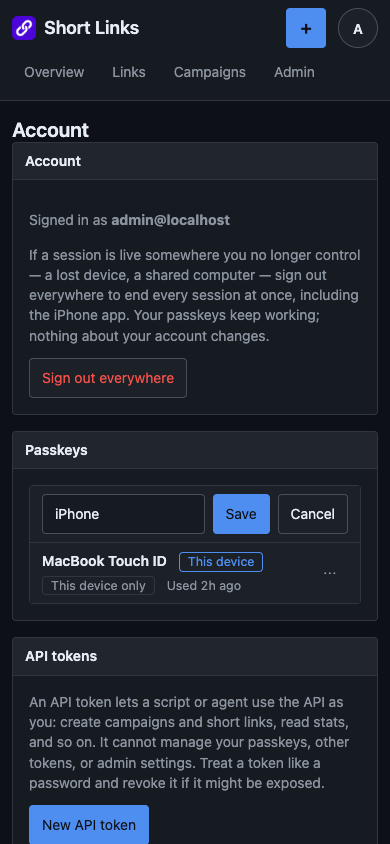 Short Links
+
A
Overview Links Campaigns Admin
Account
Account
Signed in as admin@localhost
If a session is live somewhere you no longer control
— a lost device, a shared computer — sign out
everywhere to end every session at once, including
the iPhone app. Your passkeys keep working;
nothing about your account changes.
Sign out everywhere
Passkeys
iPhone Save Cancel
MacBook Touch ID This device
This device only Used 2h ago
...
API tokens
An API token lets a script or agent use the API as
you: create campaigns and short links, read stats,
and so on. It cannot manage your passkeys, other
tokens, or admin settings. Treat a token like a
password and revoke it if it might be exposed.
New API token